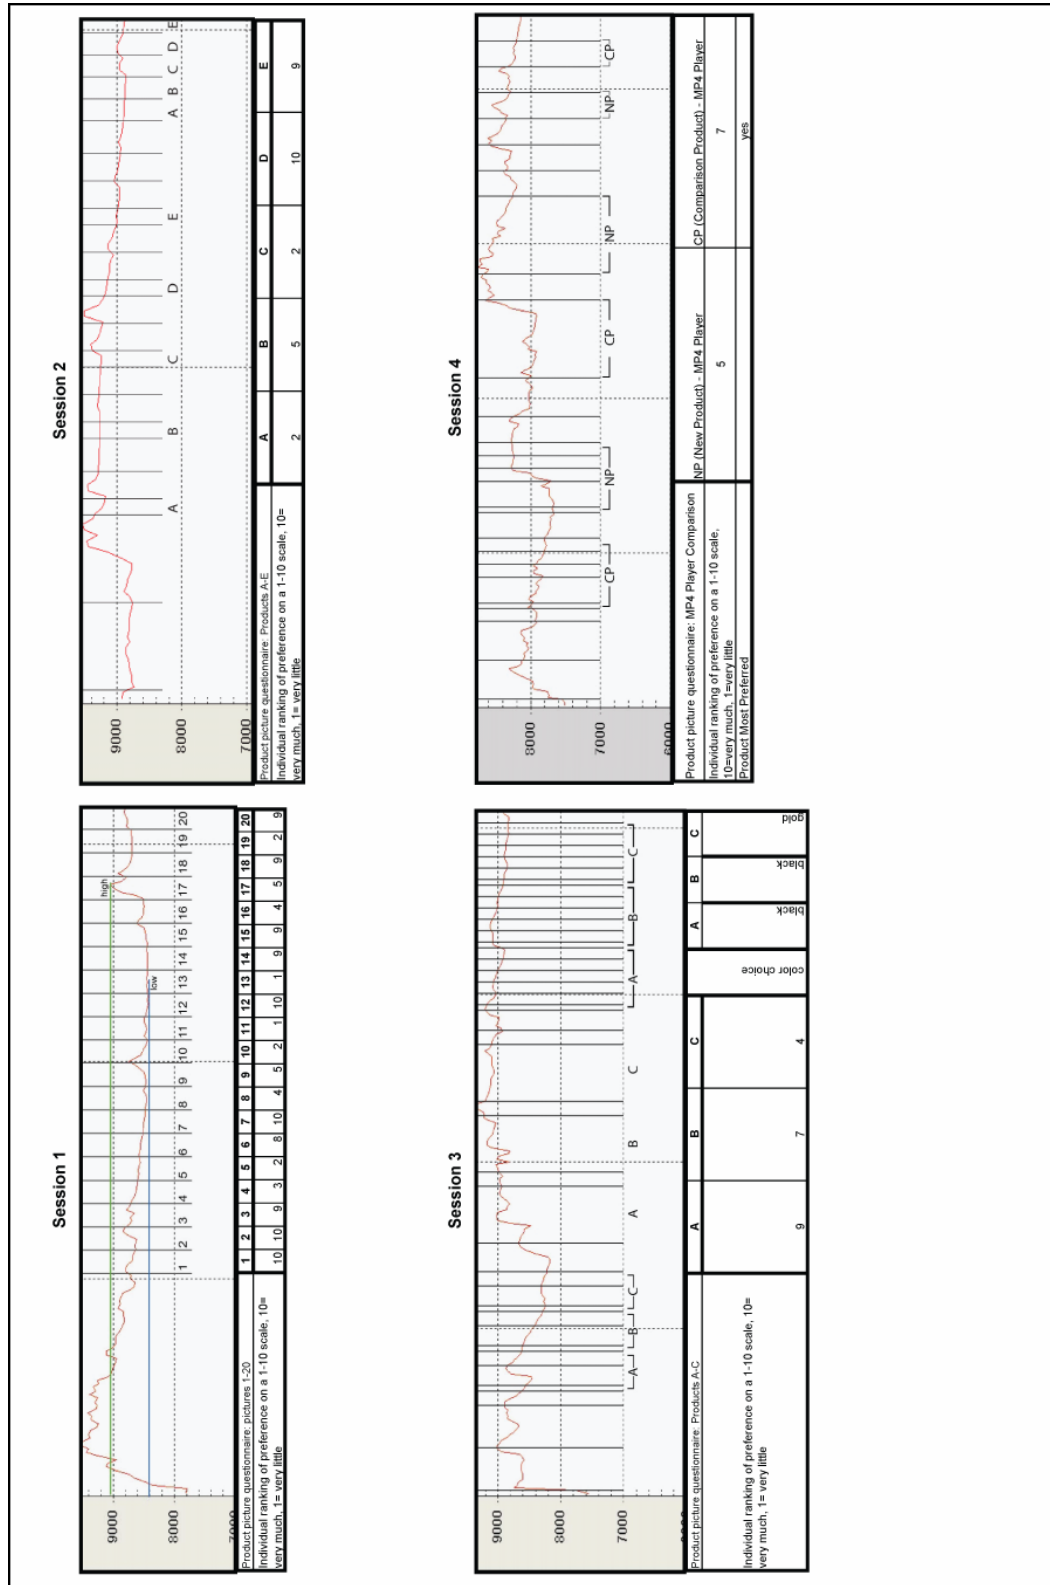 Session 1
9000
8000
7000
high
low
1 2 3 4 5 6 7 8 9 10 11 12 13 14 15 16 17 18 19 20
Product picture questionnaire: pictures 1-20
1 2 3 4 5 6 7 8 9 10 11 12 13 14 15 16 17 18 19 20
Individual ranking of preference on a 1-10 scale, 10=
very much, 1= very little
10 10 9 3 2 8 10 4 5 2 1 10 1 9 9 4 5 9 2 9
Session 2
9000
8000
7000
A B C D E A B C D E
Product picture questionnaire: Products A-E
A B C D E
Individual ranking of preference on a 1-10 scale, 10=
very much, 1= very little
2 5 2 10 9
Session 3
9000
8000
7000
A B C A B C A B C
Product picture questionnaire: Products A-C
A B C
color choice
A B C
Individual ranking of preference on a 1-10 scale, 10=
very much, 1= very little
9 7 4
black black gold
Session 4
8000
7000
6000
CP NP CP NP NP CP
Product picture questionnaire: MP4 Player Comparison
NP (New Product) - MP4 Player
CP (Comparison Product) - MP4 Player
Individual ranking of preference on a 1-10 scale,
10=very much, 1=very little
5 7
Product Most Preferred
yes